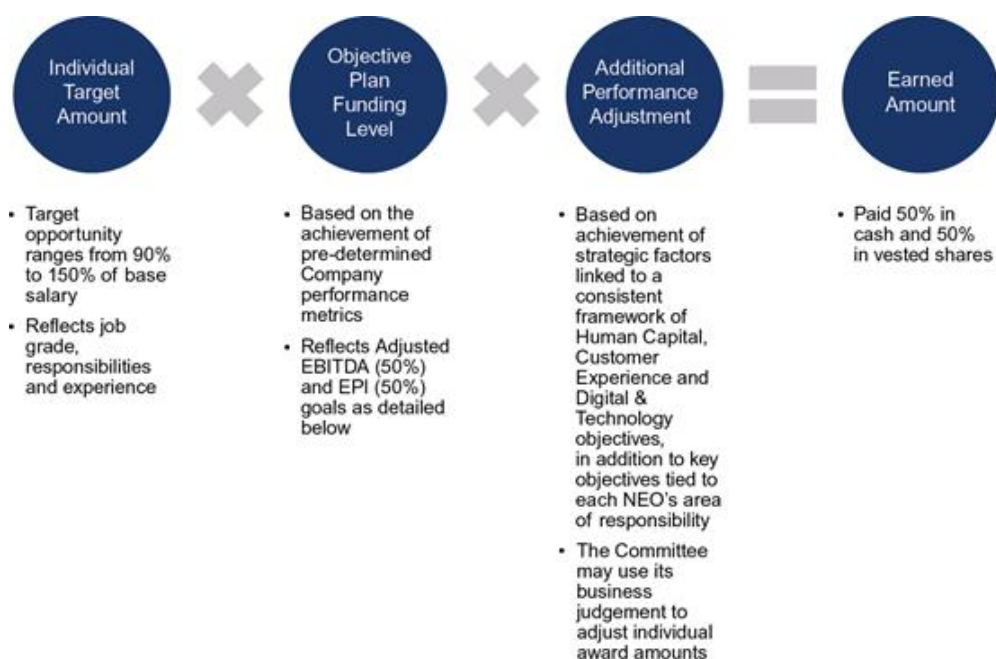 Individual
Target
Amount
Objective
Plan
Funding
Level
Additional
Performance
Adjustment
Earned
Amount
• Target
opportunity
ranges from 90%
to 150% of base
salary
• Reflects job
grade,
responsibilities
and experience
• Based on the
achievement of
pre-determined
Company
performance
metrics
• Reflects Adjusted
EBITDA (50%)
and EPI (50%)
goals as detailed
below
• Based on
achievement of
strategic factors
linked to a
consistent
framework of
Human Capital,
Customer
Experience and
Digital &
Technology
objectives,
in addition to key
objectives tied to
each NEO's area
of responsibility
• The Committee
may use its
business
judgement to
adjust individual
award amounts
• Paid 50% in
cash and 50%
in vested shares